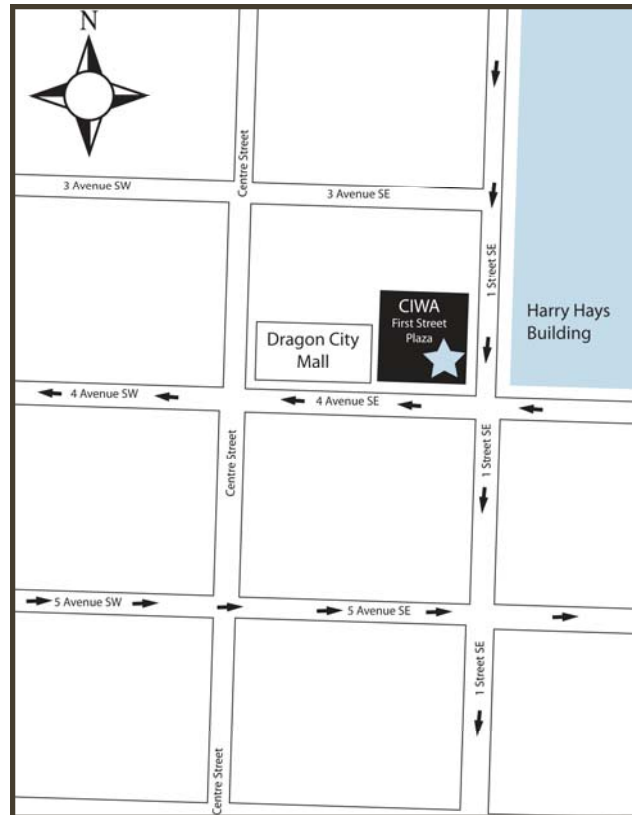 N
Centre Street
3 Avenue SW
3 Avenue SE
1 Street SE
CIWA
First Street
Plaza
Harry Hays
Building
Dragon City
Mall
4 Avenue SW
4 Avenue SE
Centre Street
1 Street SE
5 Avenue SW
5 Avenue SE
1 Street SE
Centre Street